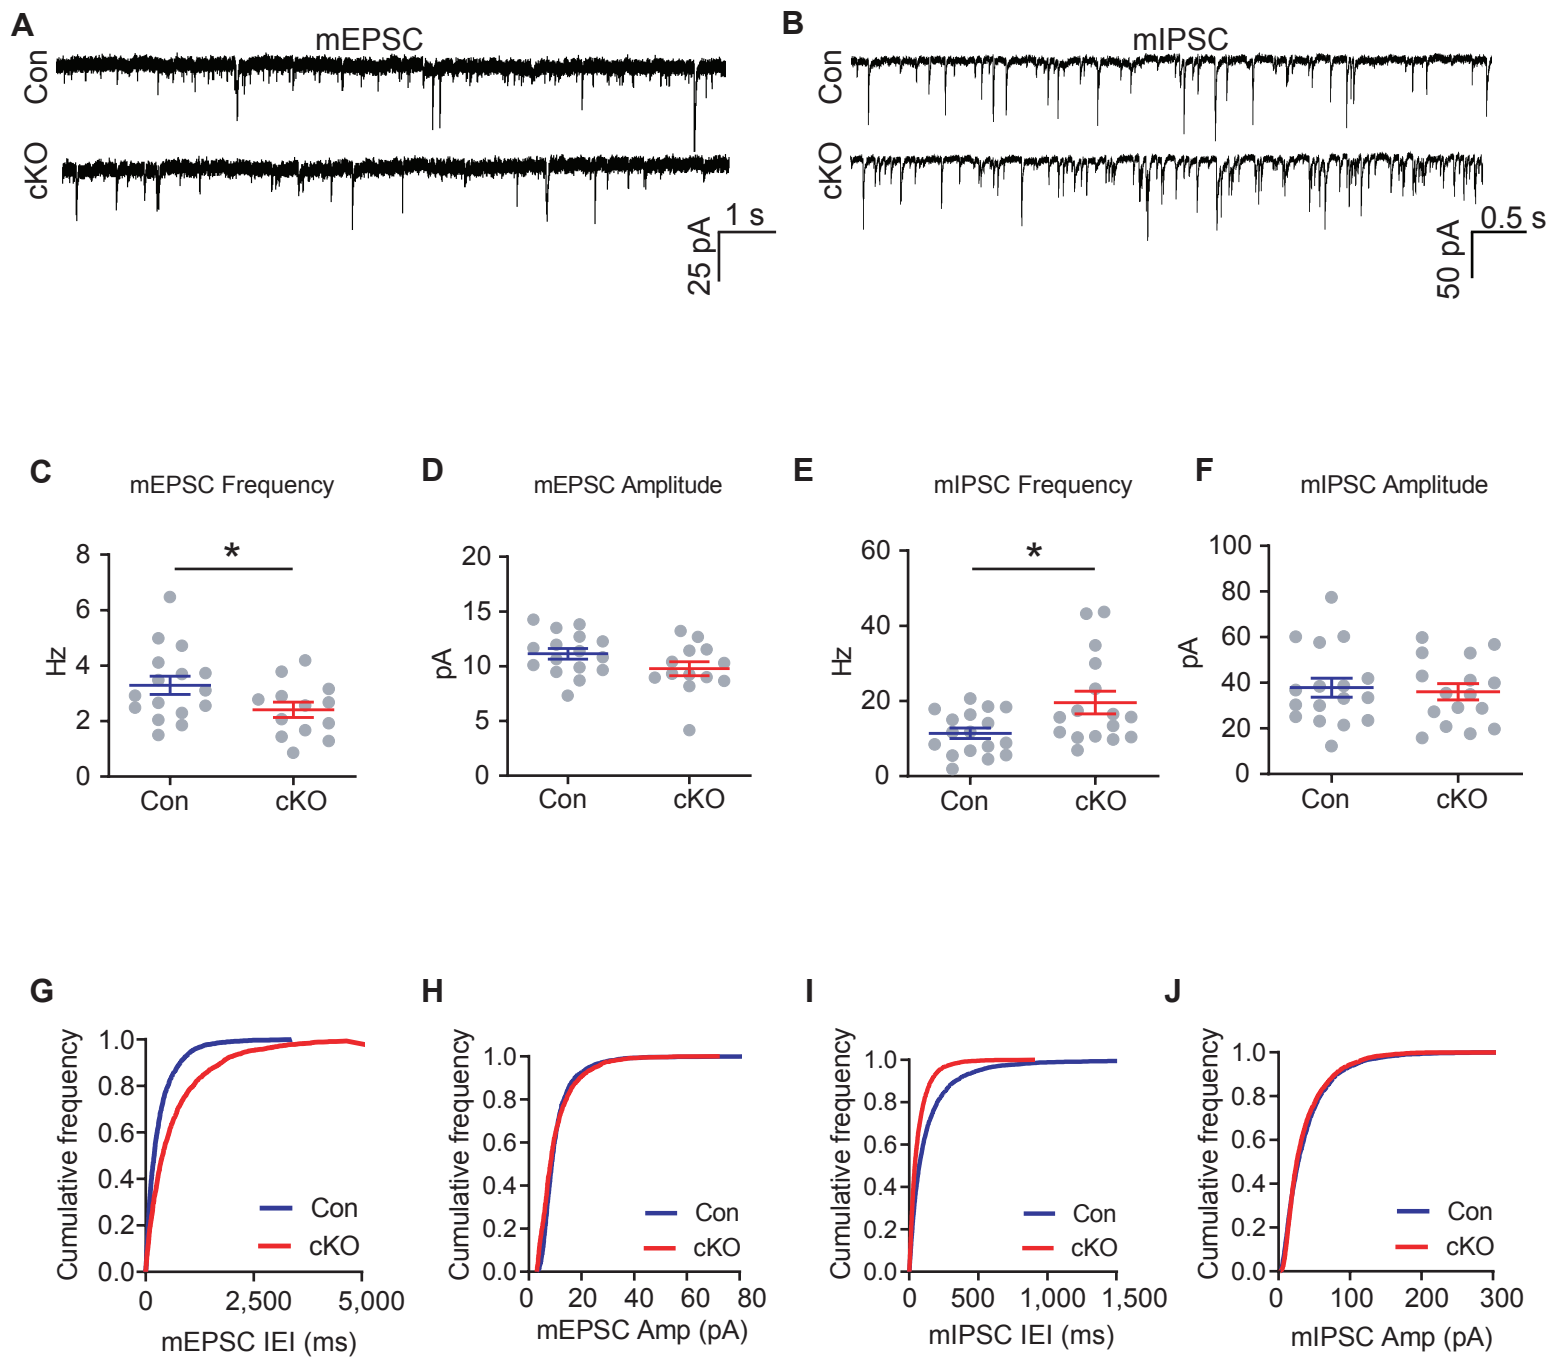 A
mEPSC
Con
cKO
1 s
25 pA
B
mIPSC
Con
cKO
0.5 s
50 pA
C
mEPSC Frequency
*
Hz
8
6
4
2
0
Con
cKO
D
mEPSC Amplitude
pA
20
15
10
5
0
Con
cKO
E
mIPSC Frequency
*
Hz
60
40
20
0
Con
cKO
F
mIPSC Amplitude
pA
100
80
60
40
20
0
Con
cKO
G
Cumulative frequency
1.0
0.8
0.6
0.4
0.2
0.0
Con
cKO
0 2,500 5,000
mEPSC IEI (ms)
H
Cumulative frequency
1.0
0.8
0.6
0.4
0.2
0.0
Con
cKO
0 20 40 60 80
mEPSC Amp (pA)
I
Cumulative frequency
1.0
0.8
0.6
0.4
0.2
0.0
Con
cKO
0 500 1,000 1,500
mIPSC IEI (ms)
J
Cumulative frequency
1.0
0.8
0.6
0.4
0.2
0.0
Con
cKO
0 100 200 300
mIPSC Amp (pA)